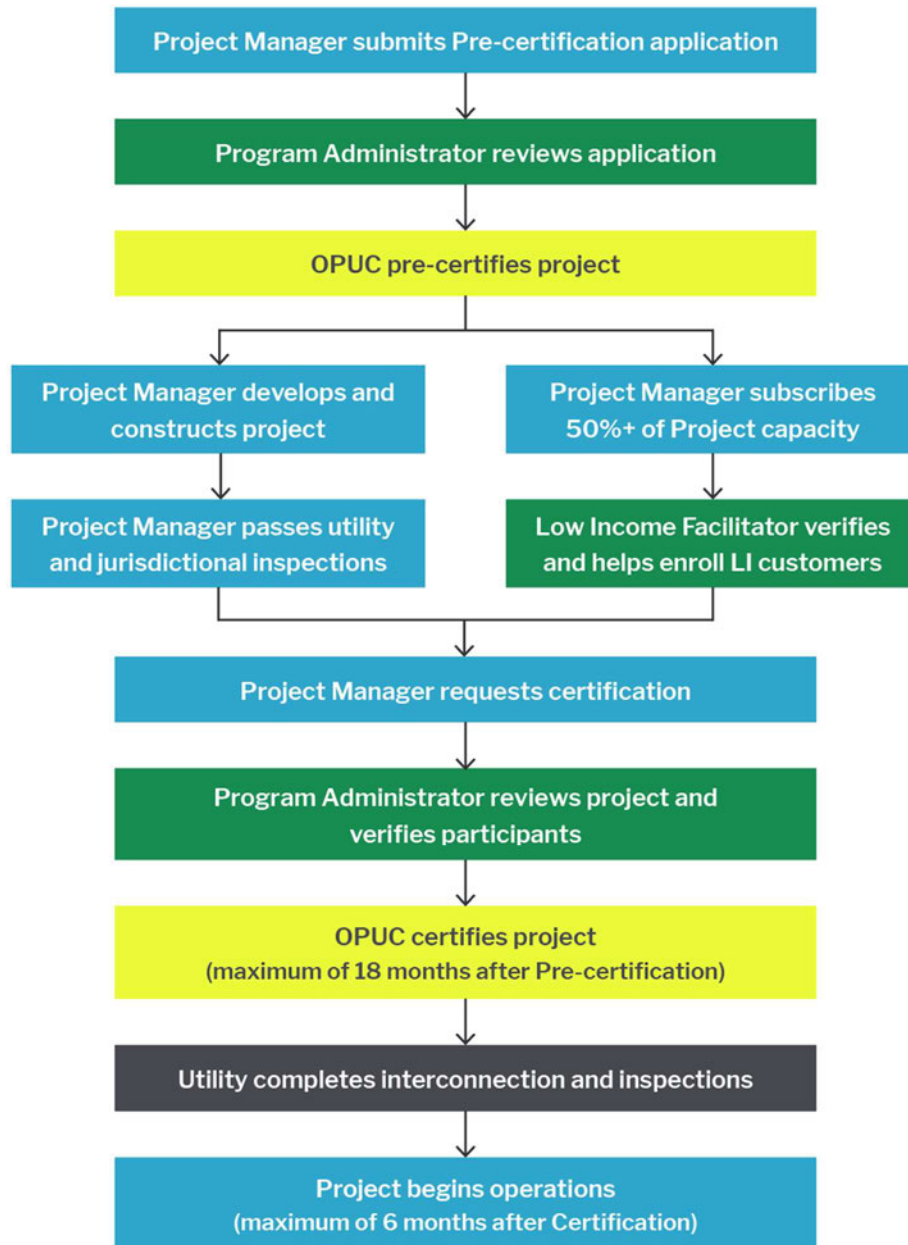 Project Manager submits Pre-certification application
Program Administrator reviews application
OPUC pre-certifies project
Project Manager develops and
constructs project
Project Manager passes utility
and jurisdictional inspections
Project Manager subscribes
50%+ of Project capacity
Low Income Facilitator verifies
and helps enroll LI customers
Project Manager requests certification
Program Administrator reviews project and
verifies participants
OPUC certifies project
(maximum of 18 months after Pre-certification)
Utility completes interconnection and inspections
Project begins operations
(maximum of 6 months after Certification)